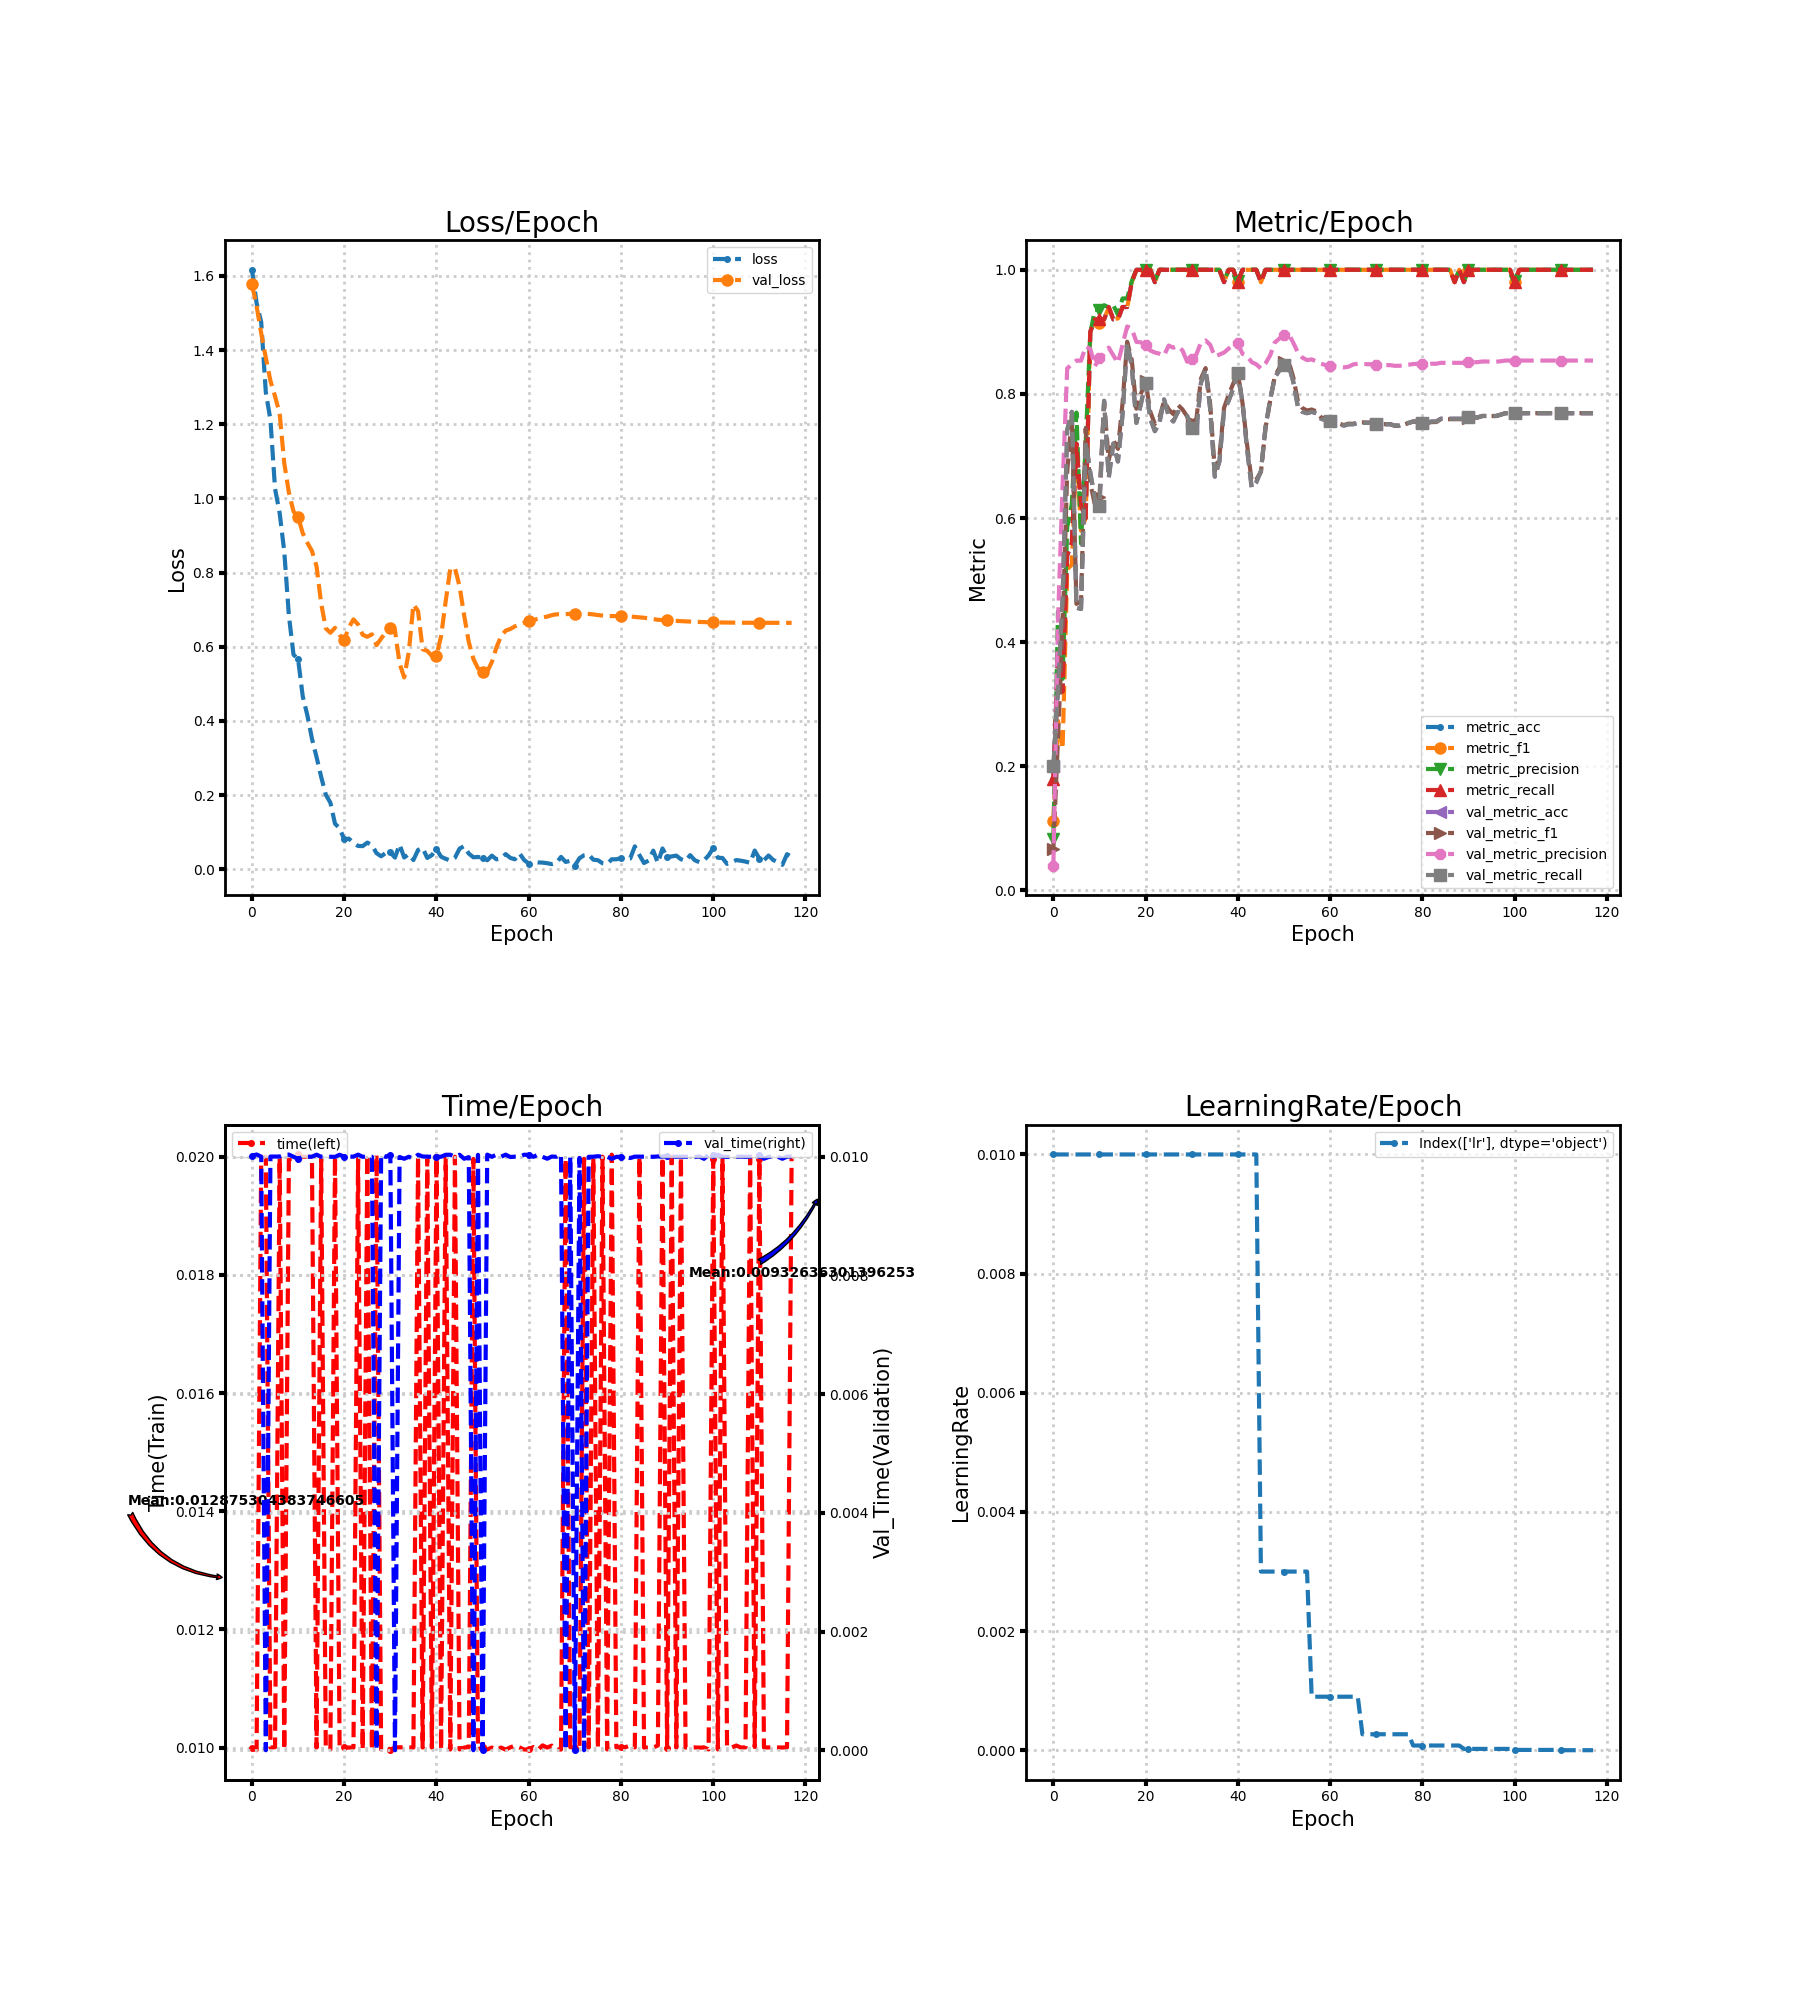 Loss/Epoch
loss
val_loss
1.6
1.4
1.2
1.0
0.8
0.6
0.4
0.2
0.0
Loss
0 20 40 60 80 100 120
Epoch
Metric/Epoch
1.0
0.8
0.6
0.4
0.2
0.0
Metric
metric_acc
metric_f1
metric_precision
metric_recall
val_metric_acc
val_metric_f1
val_metric_precision
val_metric_recall
0 20 40 60 80 100 120
Epoch
Time/Epoch
time(left)
val_time(right)
0.020
0.018
0.016
0.014
0.012
0.010
Time(Train)
Mean:0.012875304383746605
0.010
0.008
0.006
0.004
0.002
0.000
Val_Time(Validation)
Mean:0.00932636301396253
0 20 40 60 80 100 120
Epoch
LearningRate/Epoch
Index(['lr'], dtype='object')
0.010
0.008
0.006
0.004
0.002
0.000
LearningRate
0 20 40 60 80 100 120
Epoch